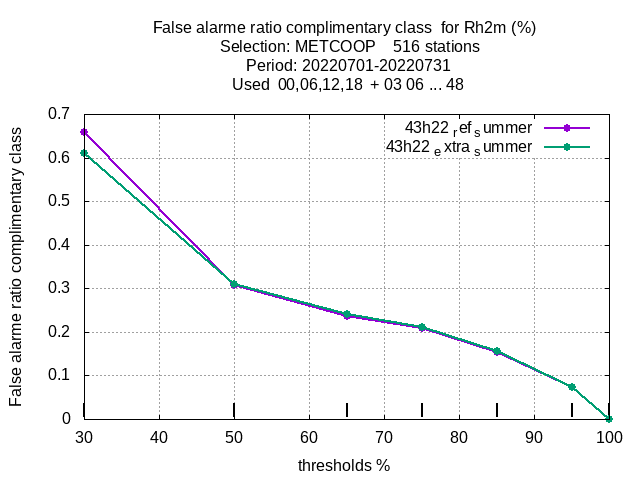 False alarme ratio complimentary class  for Rh2m (%)
Selection: METCOOP    516 stations
Period: 20220701-20220731
Used  00,06,12,18  + 03 06 ... 48
False alarme ratio complimentary class
0.7
0.6
0.5
0.4
0.3
0.2
0.1
0
43h22 ref summer
43h22 extra summer
30 40 50 60 70 80 90 100
thresholds %